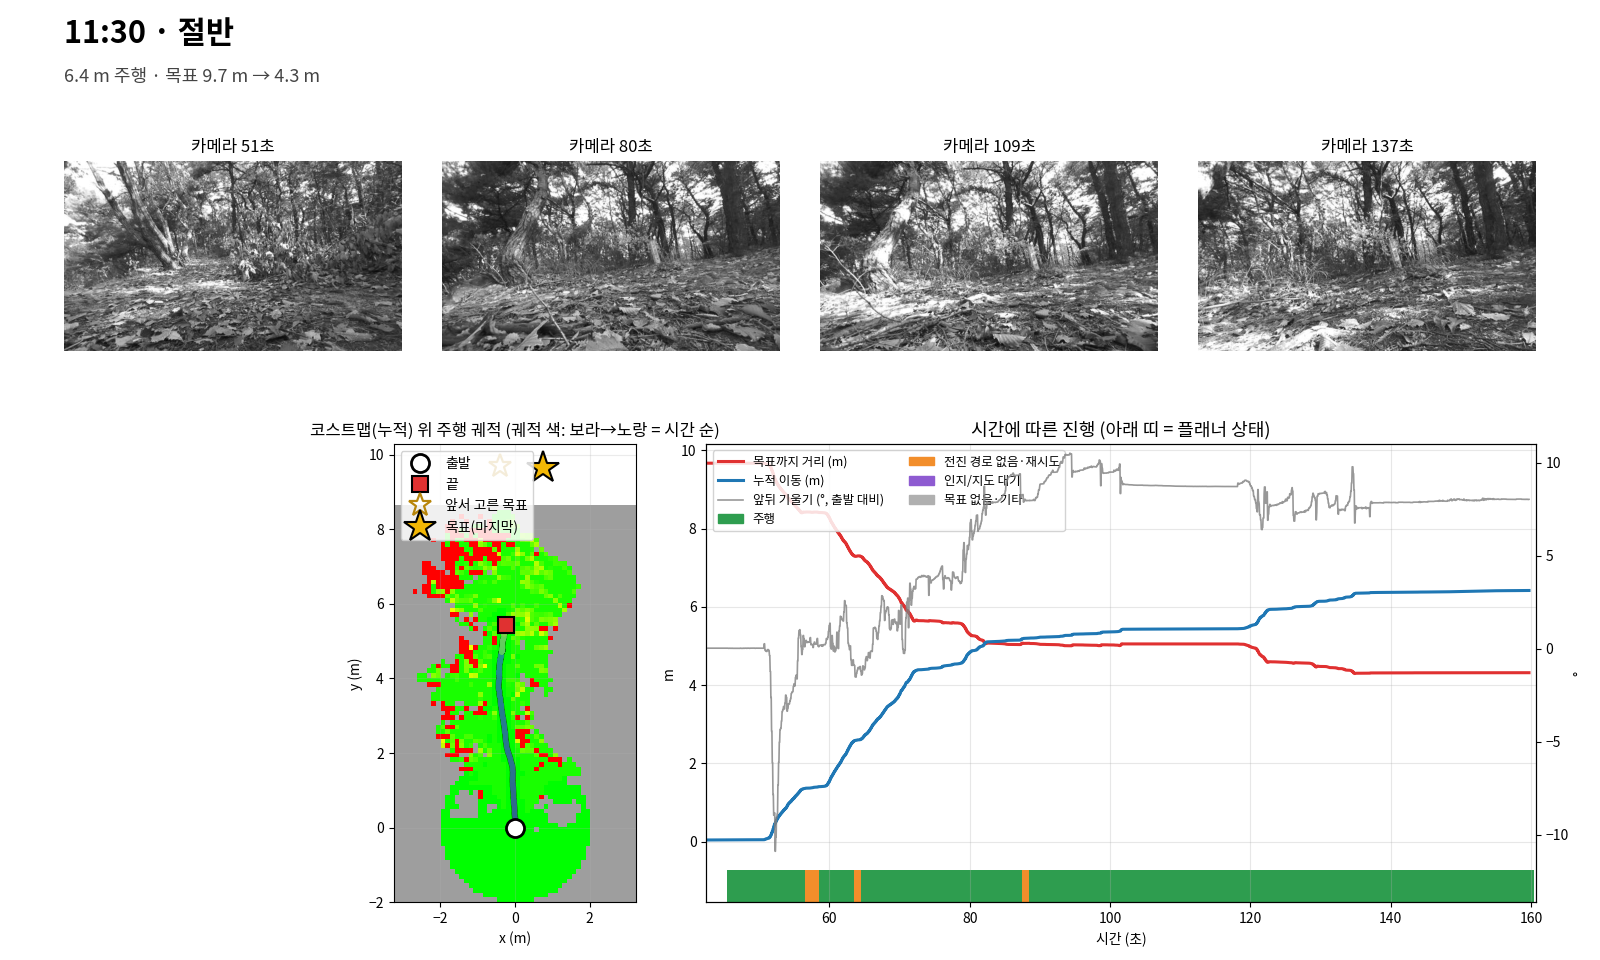 11:30 · 절반
6.4 m 주행 · 목표 9.7 m → 4.3 m
카메라 51초
카메라 80초
카메라 109초
카메라 137초
코스트맵(누적) 위 주행 궤적 (궤적 색: 보라→노랑 = 시간 순)
출발
끝
앞서 고른 목표
목표(마지막)
10
8
6
4
2
0
−2
−2
0
2
y (m)
x (m)
시간에 따른 진행 (아래 띠 = 플래너 상태)
목표까지 거리 (m)
누적 이동 (m)
앞뒤 기울기 (°, 출발 대비)
주행
전진 경로 없음·재시도
인지/지도 대기
목표 없음·기타
10
8
6
4
2
0
m
10
5
0
−5
−10
°
60
80
100
120
140
160
시간 (초)